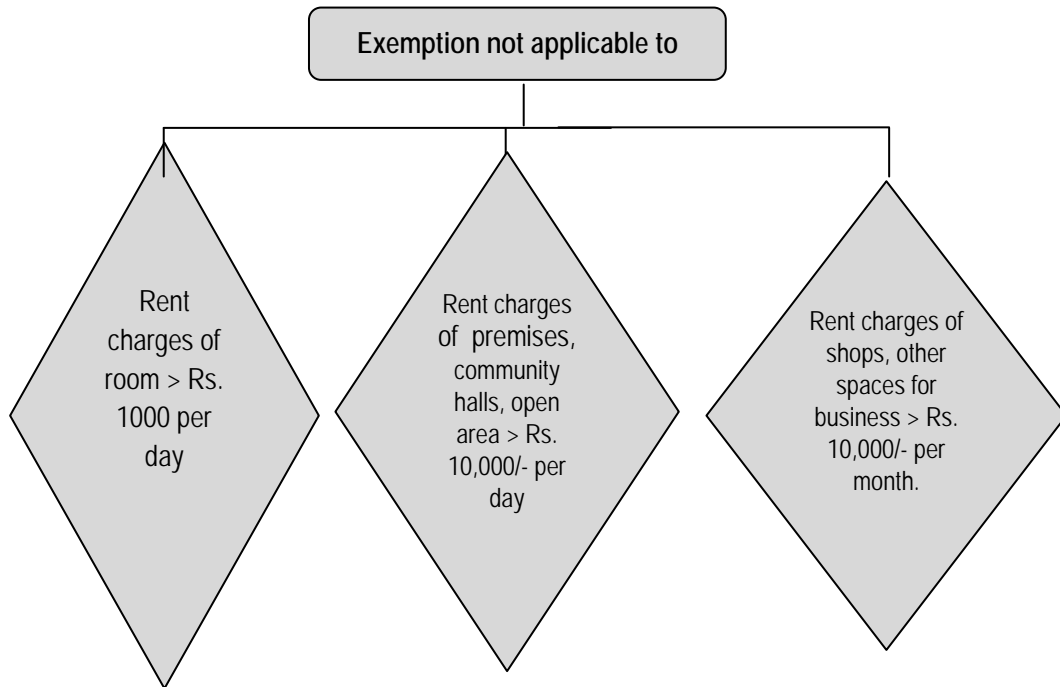 Exemption not applicable to
Rent
charges of
room > Rs.
1000 per
day
Rent charges
of premises,
community
halls, open
area > Rs.
10,000/- per
day
Rent charges of
shops, other
spaces for
business > Rs.
10,000/- per
month.